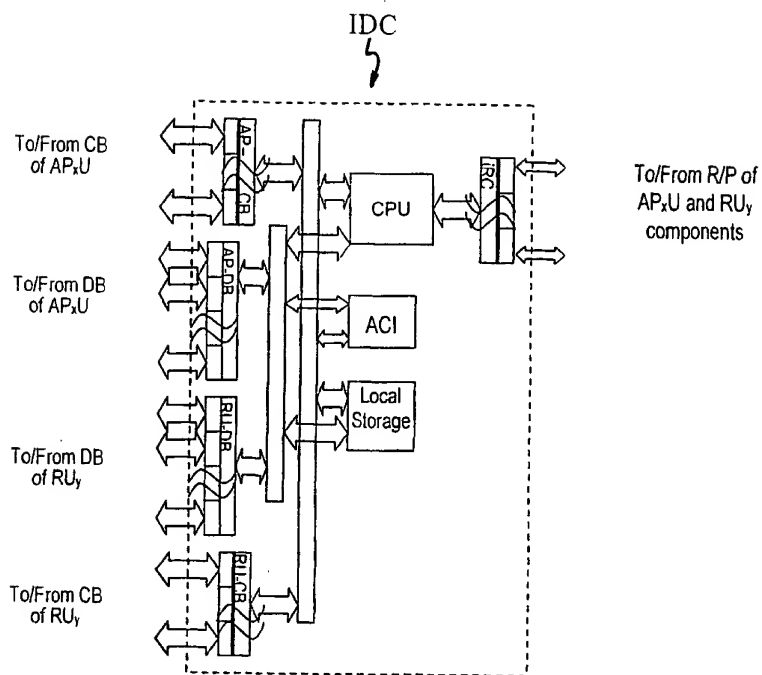 IDC
To/From CB
of APxU
AP-CB
CPU
iRC
To/From R/P of
APxU and RUy
components
To/From DB
of APxU
AP-DB
ACI
Local
Storage
To/From DB
of RUy
RU-DB
To/From CB
of RUy
RU-CB